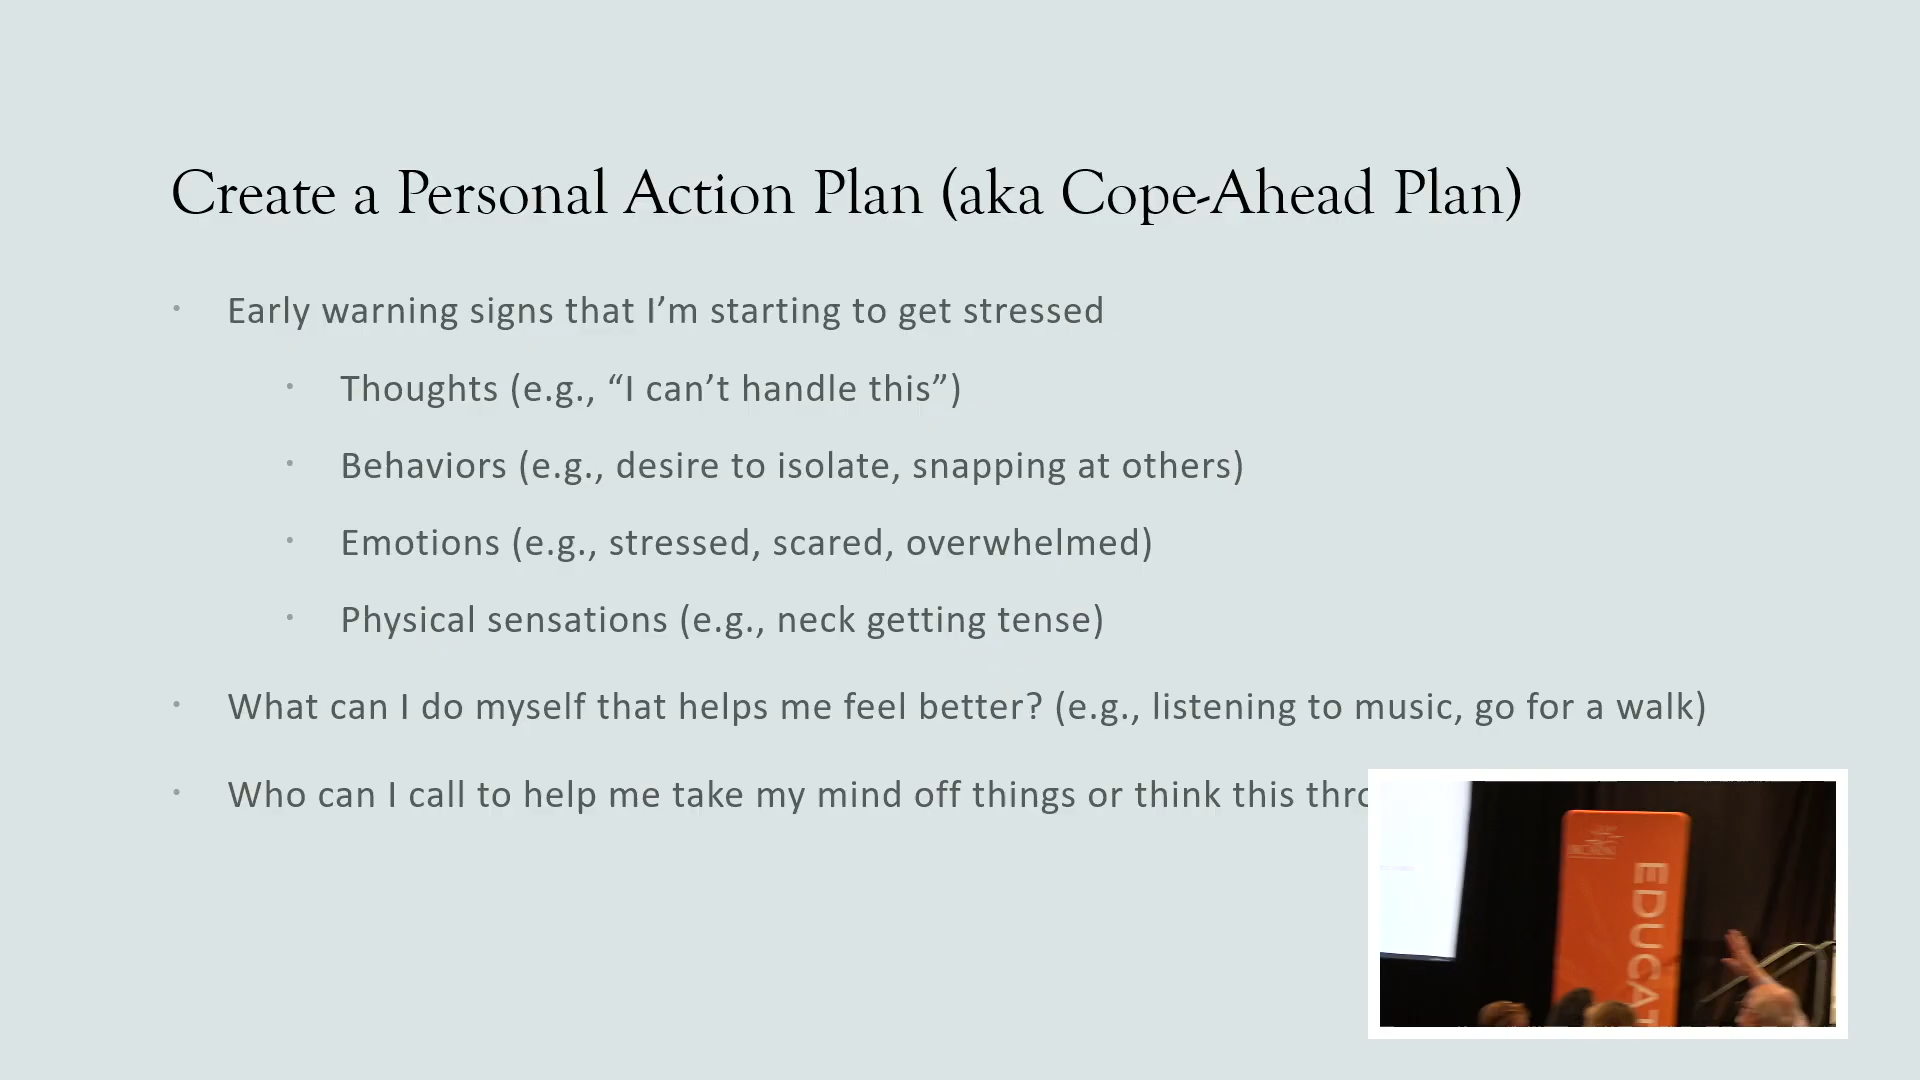 Create a Personal Action Plan (aka Cope-Ahead Plan)
Early warning signs that I’m starting to get stressed
Thoughts (e.g., “I can’t handle this”)
Behaviors (e.g., desire to isolate, snapping at others)
Emotions (e.g., stressed, scared, overwhelmed)
Physical sensations (e.g., neck getting tense)
What can I do myself that helps me feel better? (e.g., listening to music, go for a walk)
Who can I call to help me take my mind off things or think this thro
EDUCAT